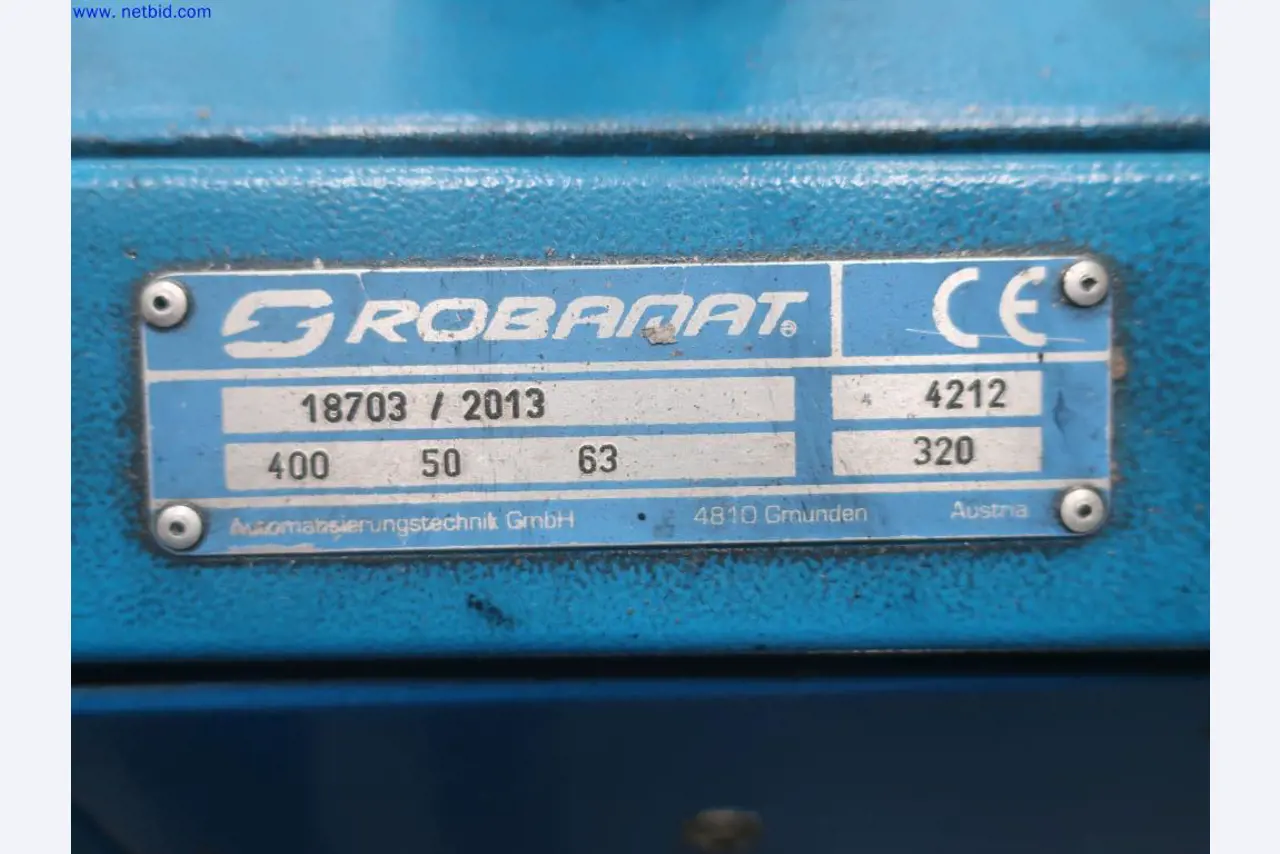 www. netbid.com
ROBAMAT® CE
18703 / 2013 4212
400 50 63 320
Automatisierungstechnik GmbH 4810 Gmunden Austria